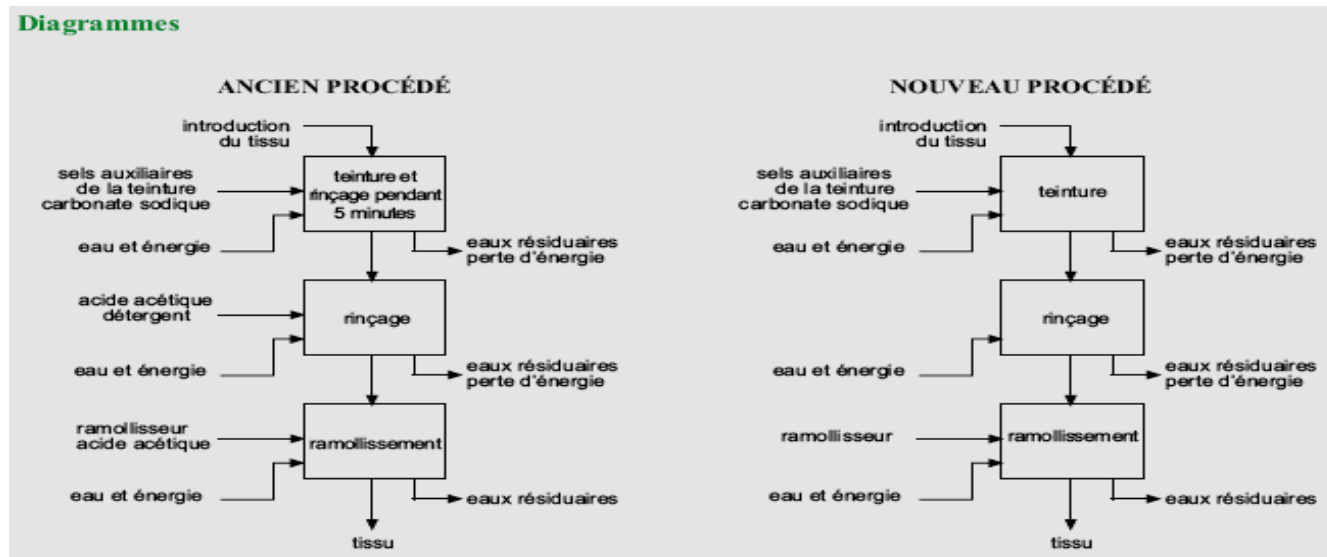 Diagrammes
ANCIEN PROCÉDÉ
introduction
du tissu
sels auxiliaires
de la teinture
carbonate sodique
eau et énergie
teinture et
rinçage pendant
5 minutes
eaux résiduaires
perte d'énergie
acide acétique
détergent
eau et énergie
rinçage
eaux résiduaires
perte d'énergie
ramollisseur
acide acétique
eau et énergie
ramollissement
eaux résiduaires
tissu
NOUVEAU PROCÉDÉ
introduction
du tissu
sels auxiliaires
de la teinture
carbonate sodique
eau et énergie
teinture
eaux résiduaires
perte d'énergie
eau et énergie
rinçage
eaux résiduaires
perte d'énergie
ramollisseur
eau et énergie
ramollissement
eaux résiduaires
tissu